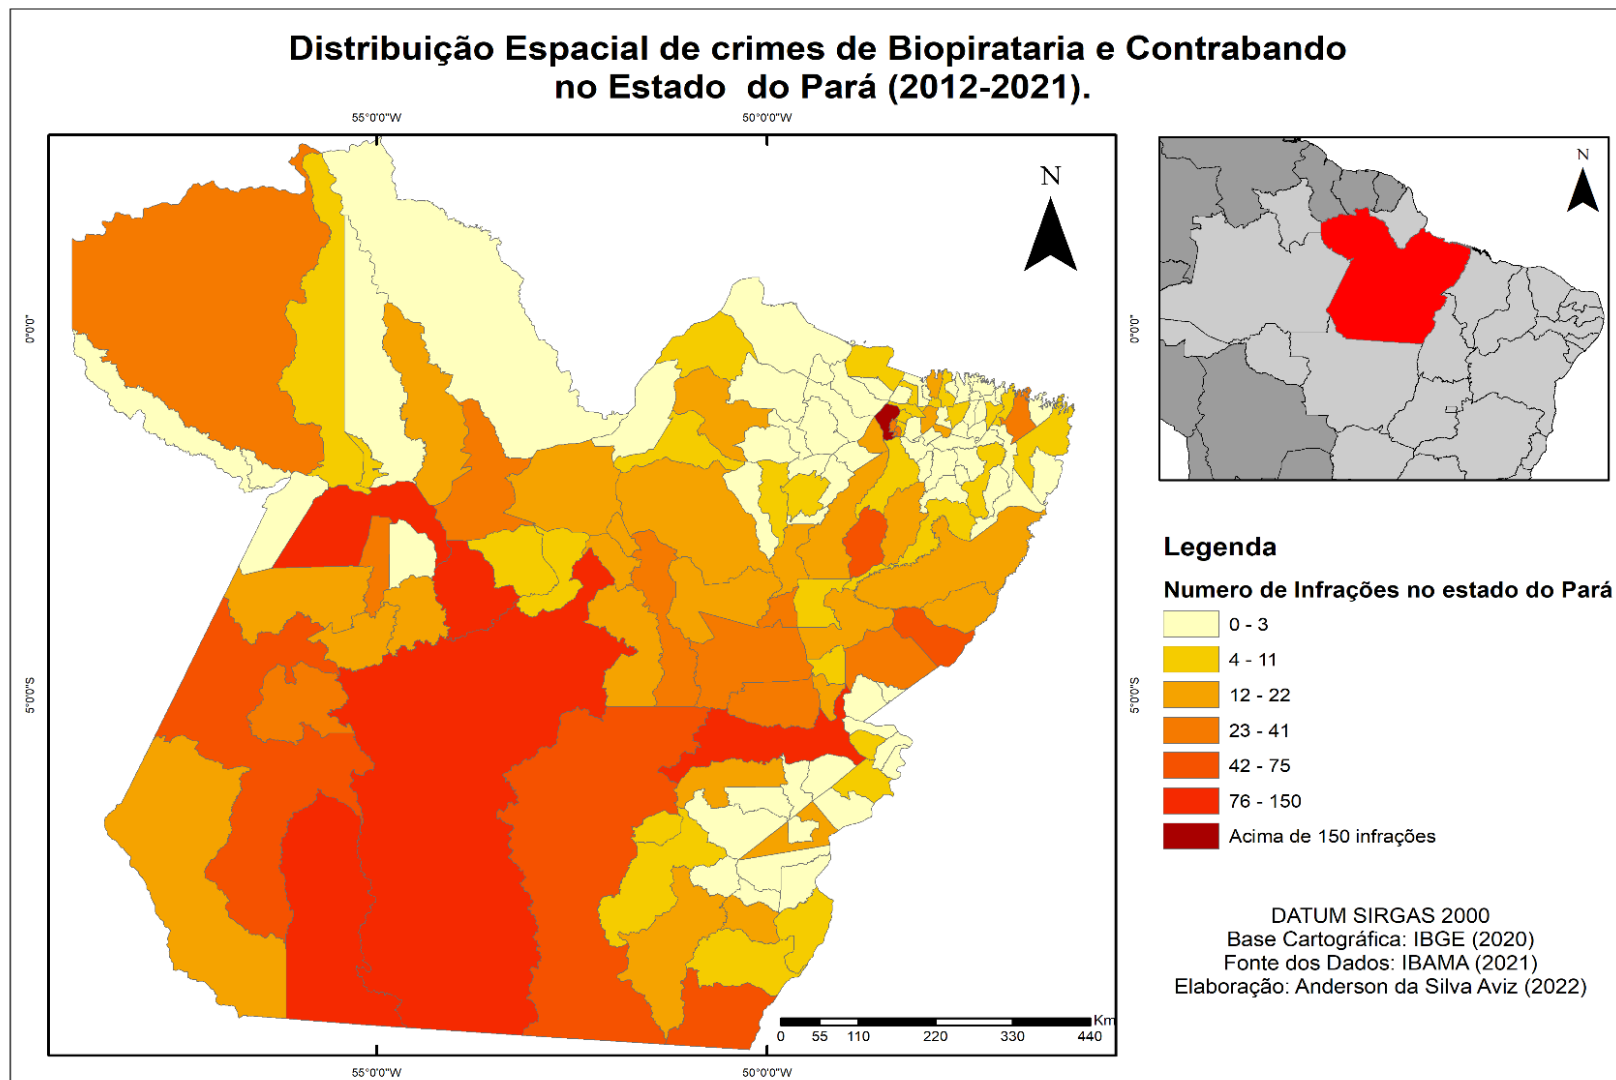 Distribuição Espacial de crimes de Biopirataria e Contrabando
no Estado do Pará (2012-2021).
55°0'0"W
50°0'0"W
N
N
0°0'0"
0°0'0"
5°0'0"S
5°0'0"S
Legenda
Numero de Infrações no estado do Pará
0 - 3
4 - 11
12 - 22
23 - 41
42 - 75
76 - 150
Acima de 150 infrações
DATUM SIRGAS 2000
Base Cartográfica: IBGE (2020)
Fonte dos Dados: IBAMA (2021)
Elaboração: Anderson da Silva Aviz (2022)
Km
0 55 110 220 330 440
55°0'0"W
50°0'0"W